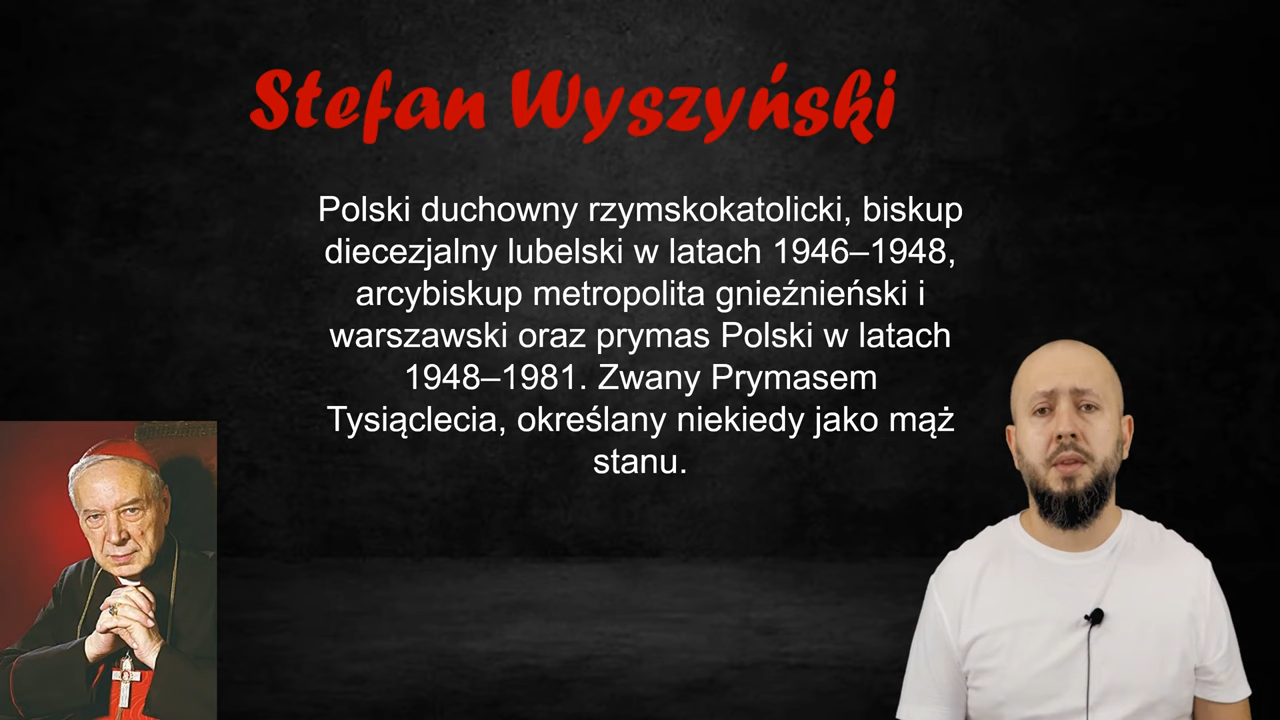 Stefan Wyszyński
Polski duchowny rzymskokatolicki, biskup
diecezjalny lubelski w latach 1946–1948,
arcybiskup metropolita gnieźnieński i
warszawski oraz prymas Polski w latach
1948–1981. Zwany Prymasem
Tysiąclecia, określany niekiedy jako mąż
stanu.